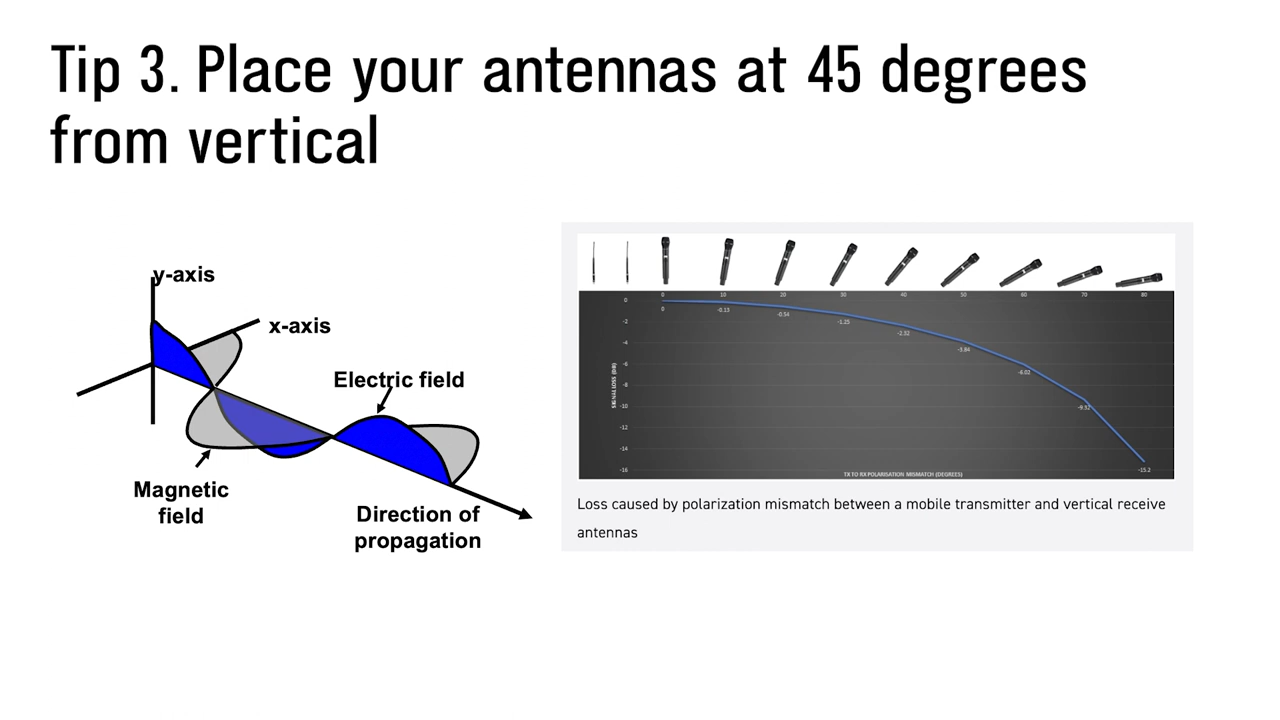 Tip 3. Place your antennas at 45 degrees
from vertical
y-axis
x-axis
Electric field
Magnetic
field
Direction of
propagation
0 10 20 30 40 50 60 70 80
0
-2
-4
-6
-8
-10
-12
-14
-16
SIGNAL LOSS (DB)
0
-0.13
-0.54
-1.25
-2.32
-3.84
-6.02
-9.32
-15.2
TX TO RX POLARISATION MISMATCH (DEGREES)
Loss caused by polarization mismatch between a mobile transmitter and vertical receive
antennas